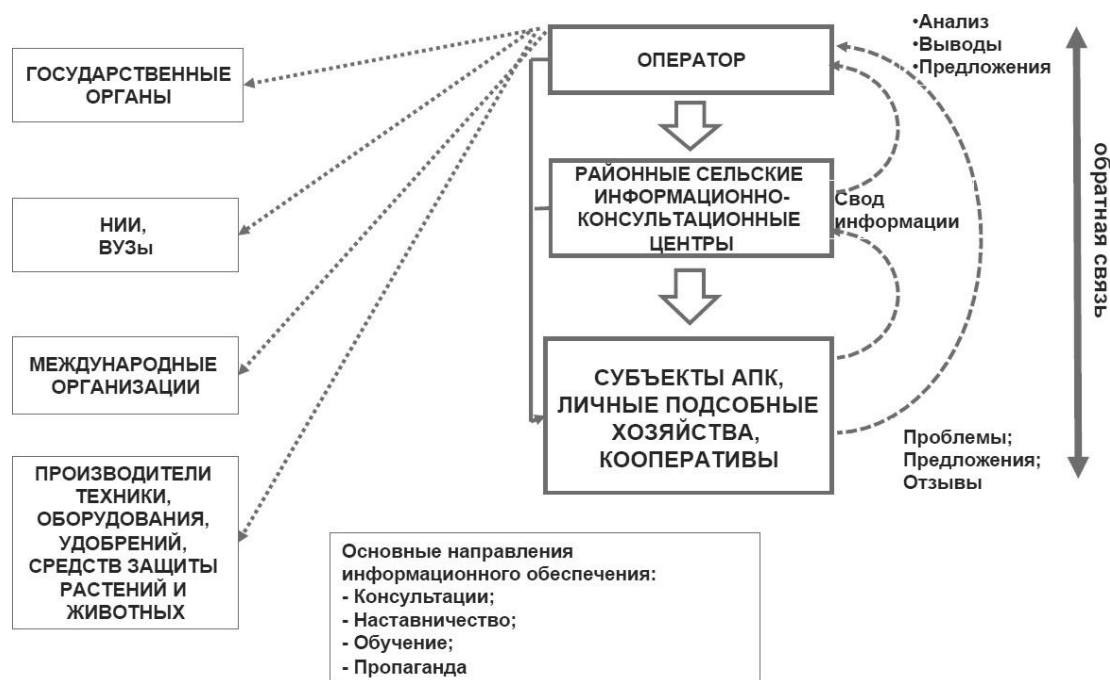 ГОСУДАРСТВЕННЫЕ
ОРГАНЫ
НИИ,
ВУЗы
МЕЖДУНАРОДНЫЕ
ОРГАНИЗАЦИИ
ПРОИЗВОДИТЕЛИ
ТЕХНИКИ,
ОБОРУДОВАНИЯ,
УДОБРЕНИЙ,
СРЕДСТВ ЗАЩИТЫ
РАСТЕНИЙ И
ЖИВОТНЫХ
ОПЕРАТОР
РАЙОННЫЕ СЕЛЬСКИЕ
ИНФОРМАЦИОННО-
КОНСУЛЬТАЦИОННЫЕ
ЦЕНТРЫ
СУБЪЕКТЫ АПК,
ЛИЧНЫЕ ПОДСОБНЫЕ
ХОЗЯЙСТВА,
КООПЕРАТИВЫ
•Анализ
•Выводы
•Предложения
Свод
информации
Проблемы;
Предложения;
Отзывы
обратная связь
Основные направления
информационного обеспечения:
- Консультации;
- Наставничество;
- Обучение;
- Пропаганда